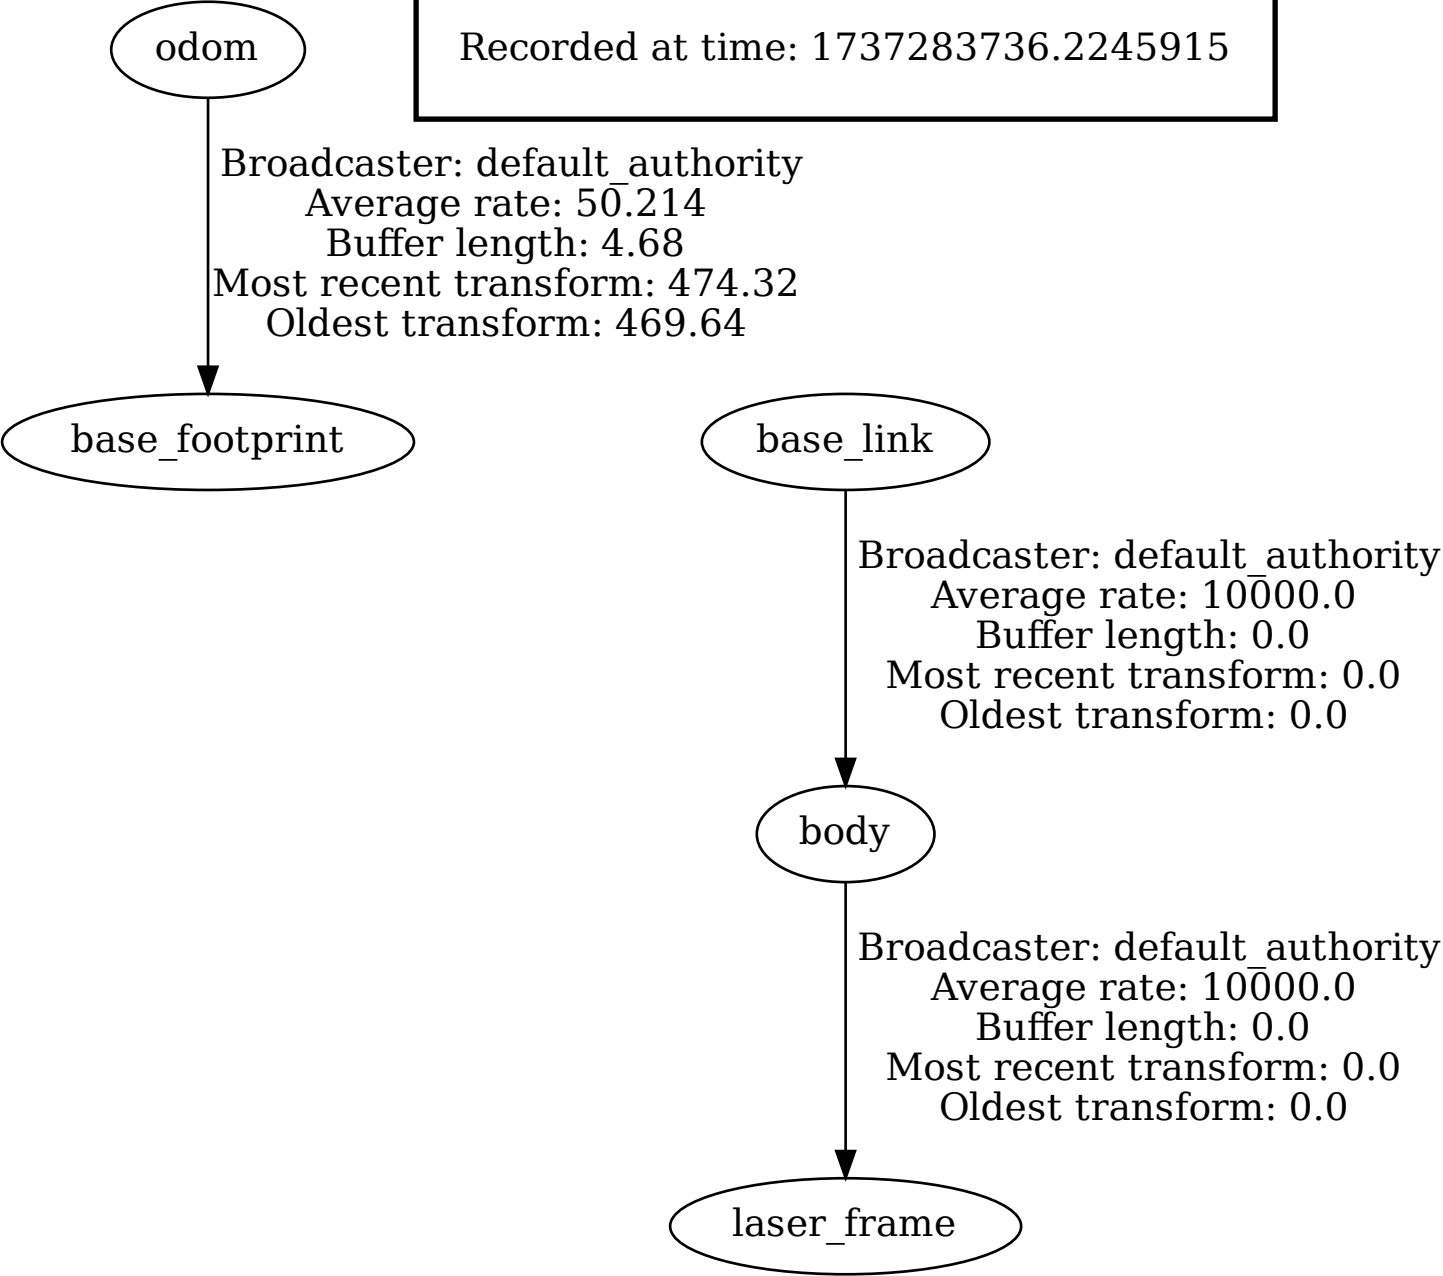 odom
Recorded at time: 1737283736.2245915
Broadcaster: default_authority
Average rate: 50.214
Buffer length: 4.68
Most recent transform: 474.32
Oldest transform: 469.64
base_footprint
base_link
Broadcaster: default_authority
Average rate: 10000.0
Buffer length: 0.0
Most recent transform: 0.0
Oldest transform: 0.0
body
Broadcaster: default_authority
Average rate: 10000.0
Buffer length: 0.0
Most recent transform: 0.0
Oldest transform: 0.0
laser_frame